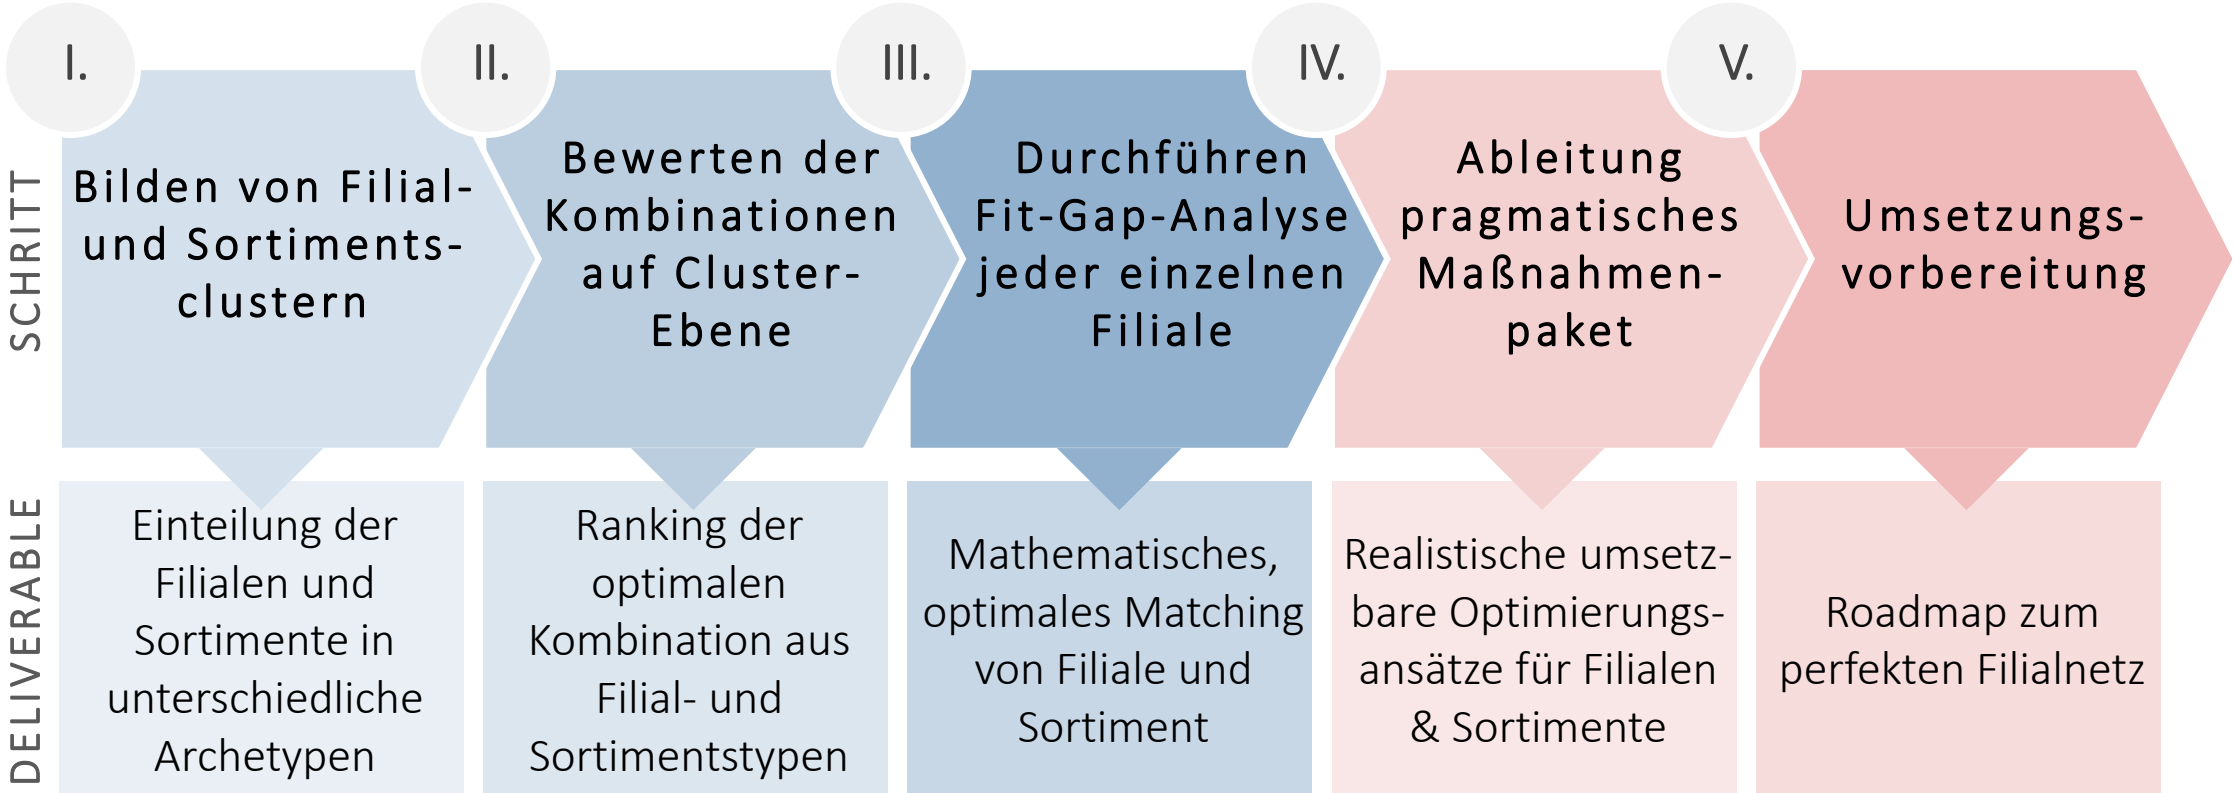 I.
II.
III.
IV.
V.
SCHRITT
Bilden von Filial-
und Sortiments-
clustern
Bewerten der
Kombinationen
auf Cluster-
Ebene
Durchführen
Fit-Gap-Analyse
jeder einzelnen
Filiale
Ableitung
pragmatisches
Maßnahmen-
paket
Umsetzungs-
vorbereitung
DELIVERABLE
Einteilung der
Filialen und
Sortimente in
unterschiedliche
Archetypen
Ranking der
optimalen
Kombination aus
Filial- und
Sortimentstypen
Mathematisches,
optimales Matching
von Filiale und
Sortiment
Realistische umsetz-
bare Optimierungs-
ansätze für Filialen
& Sortimente
Roadmap zum
perfekten Filialnetz